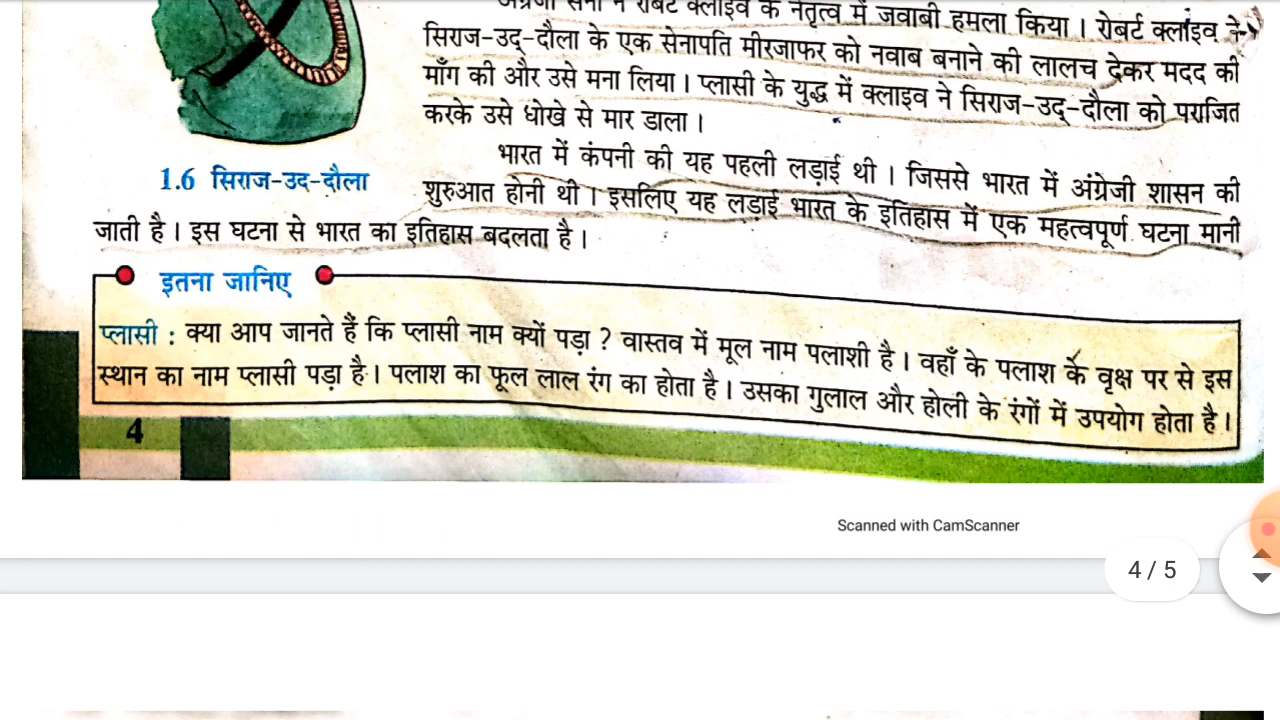 अंग्रेजी सेना ने रॉबर्ट क्लाइव के नेतृत्व में जवाबी हमला किया । रोबर्ट क्लाइव ने
सिराज-उद्-दौला के एक सेनापति मीरजाफर को नवाब बनाने की लालच देकर मदद की
माँग की और उसे मना लिया । प्लासी के युद्ध में क्लाइव ने सिराज-उद्-दौला को पराजित
करके उसे धोखे से मार डाला ।
भारत में कंपनी की यह पहली लड़ाई थी । जिससे भारत में अंग्रेजी शासन की
1.6 सिराज-उद-दौला
शुरुआत होनी थी । इसलिए यह लड़ाई भारत के इतिहास में एक महत्वपूर्ण घटना मानी
जाती है । इस घटना से भारत का इतिहास बदलता है ।
इतना जानिए
प्लासी : क्या आप जानते हैं कि प्लासी नाम क्यों पड़ा ? वास्तव में मूल नाम पलाशी है । वहाँ के पलाश के वृक्ष पर से इस
स्थान का नाम प्लासी पड़ा है । पलाश का फूल लाल रंग का होता है । उसका गुलाल और होली के रंगों में उपयोग होता है ।
4
Scanned with CamScanner
4 / 5